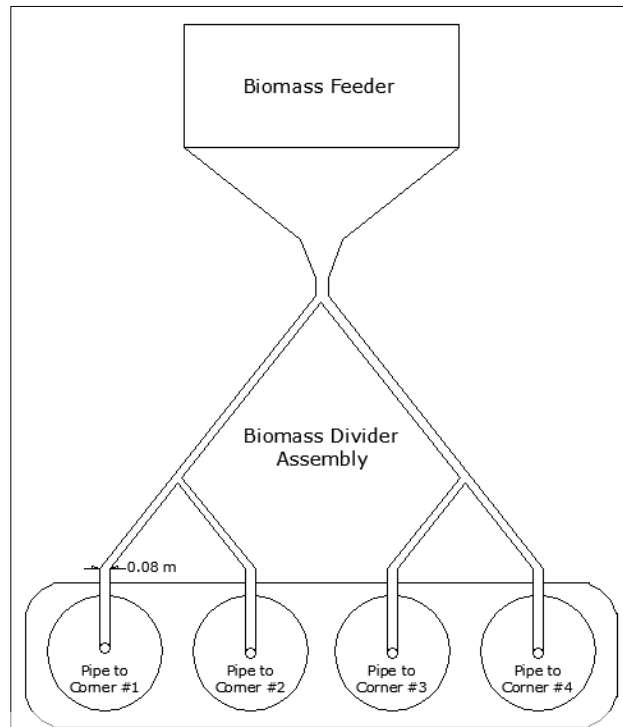 Biomass Feeder
Biomass Divider
Assembly
0.08 m
Pipe to
Corner #1
Pipe to
Corner #2
Pipe to
Corner #3
Pipe to
Corner #4